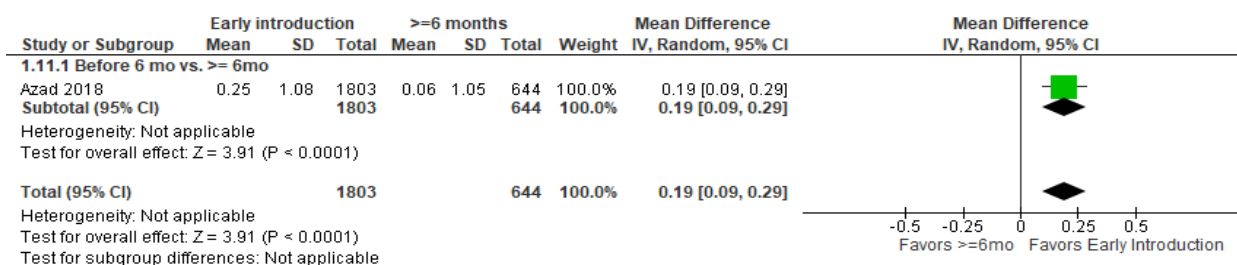 Early introduction >=6 months Mean Difference Mean Difference
Study or Subgroup Mean SD Total Mean SD Total Weight IV, Random, 95% CI IV, Random, 95% CI
1.11.1 Before 6 mo vs. >= 6mo
Azad 2018 0.25 1.08 1803 0.06 1.05 644 100.0% 0.19 [0.09, 0.29]
Subtotal (95% CI) 1803 644 100.0% 0.19 [0.09, 0.29]
Heterogeneity: Not applicable
Test for overall effect: Z = 3.91 (P < 0.0001)
Total (95% CI) 1803 644 100.0% 0.19 [0.09, 0.29]
Heterogeneity: Not applicable
Test for overall effect: Z = 3.91 (P < 0.0001)
Test for subgroup differences: Not applicable
-0.5 -0.25 0 0.25 0.5
Favors >=6mo Favors Early Introduction